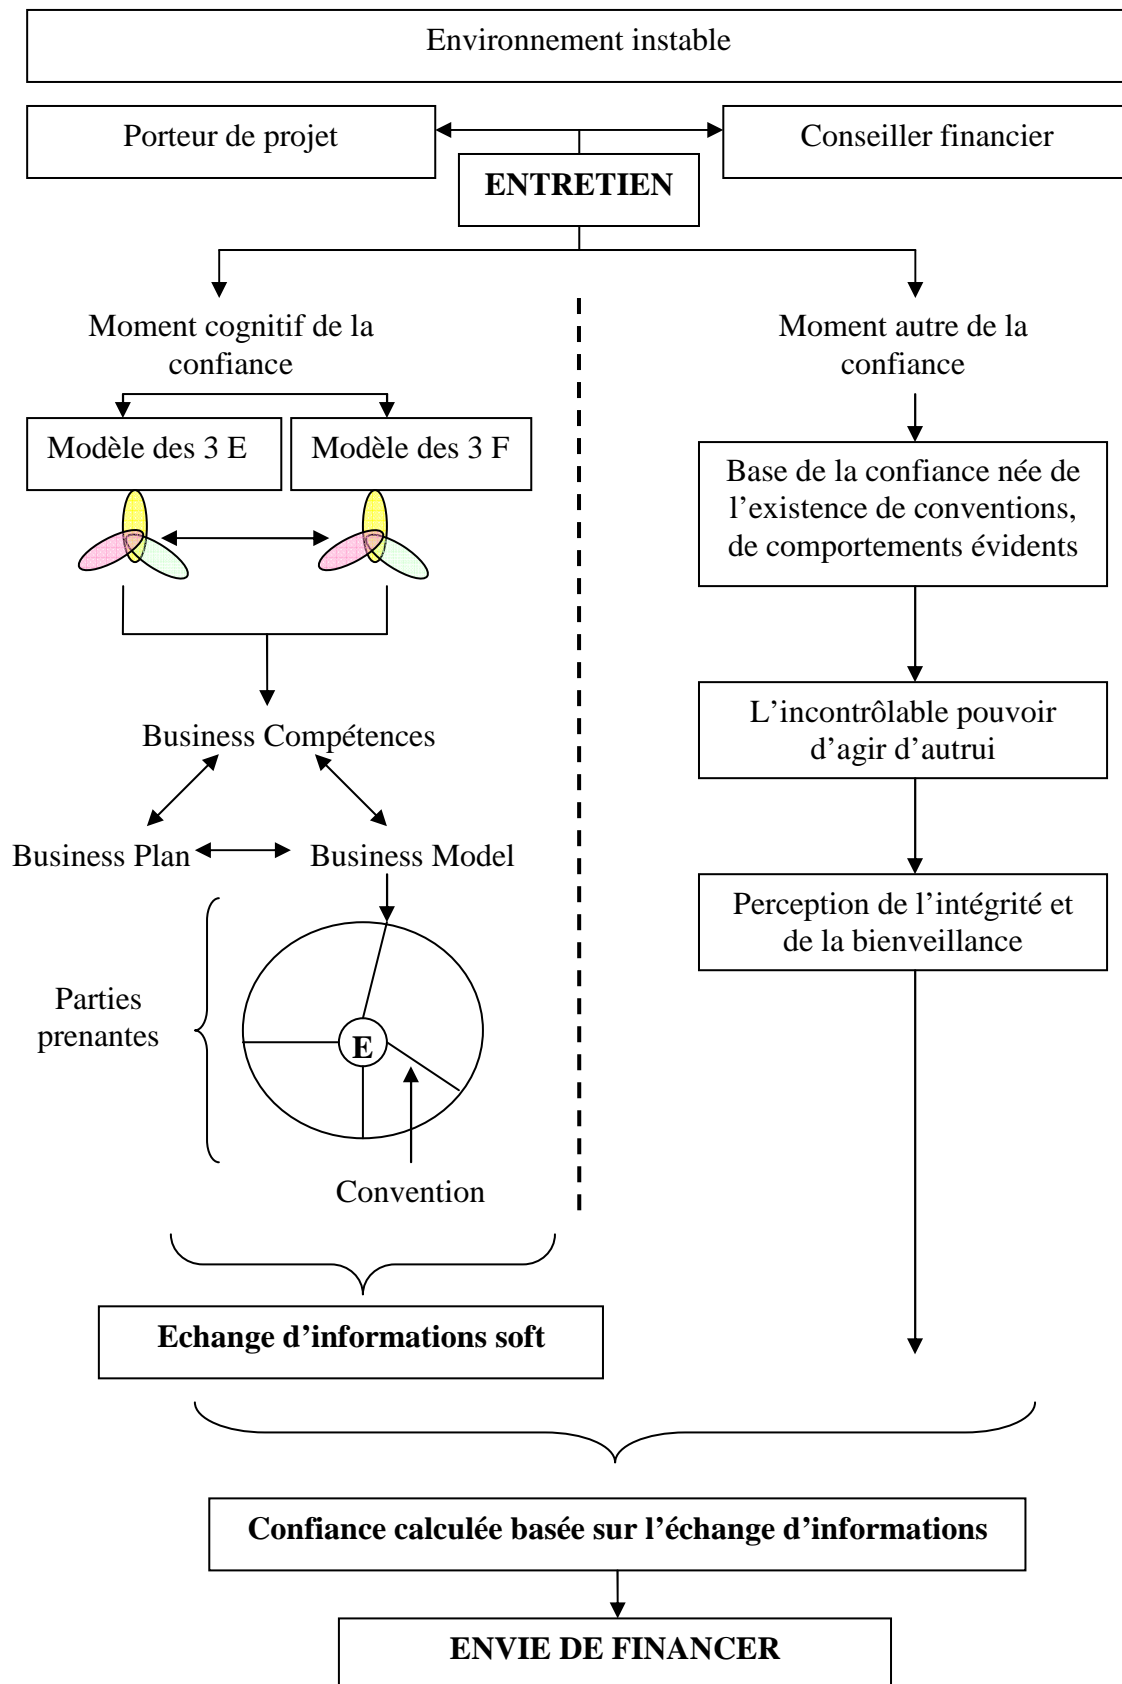 Environnement instable
Porteur de projet
Conseiller financier
ENTRETIEN
Moment cognitif de la
confiance
Moment autre de la
confiance
Modèle des 3 E
Modèle des 3 F
Base de la confiance née de
l’existence de conventions,
de comportements évidents
L’incontrôlable pouvoir
d’agir d’autrui
Business Compétences
Business Plan
Business Model
Perception de l’intégrité et
de la bienveillance
Parties
prenantes
E
Convention
Echange d’informations soft
Confiance calculée basée sur l’échange d’informations
ENVIE DE FINANCER